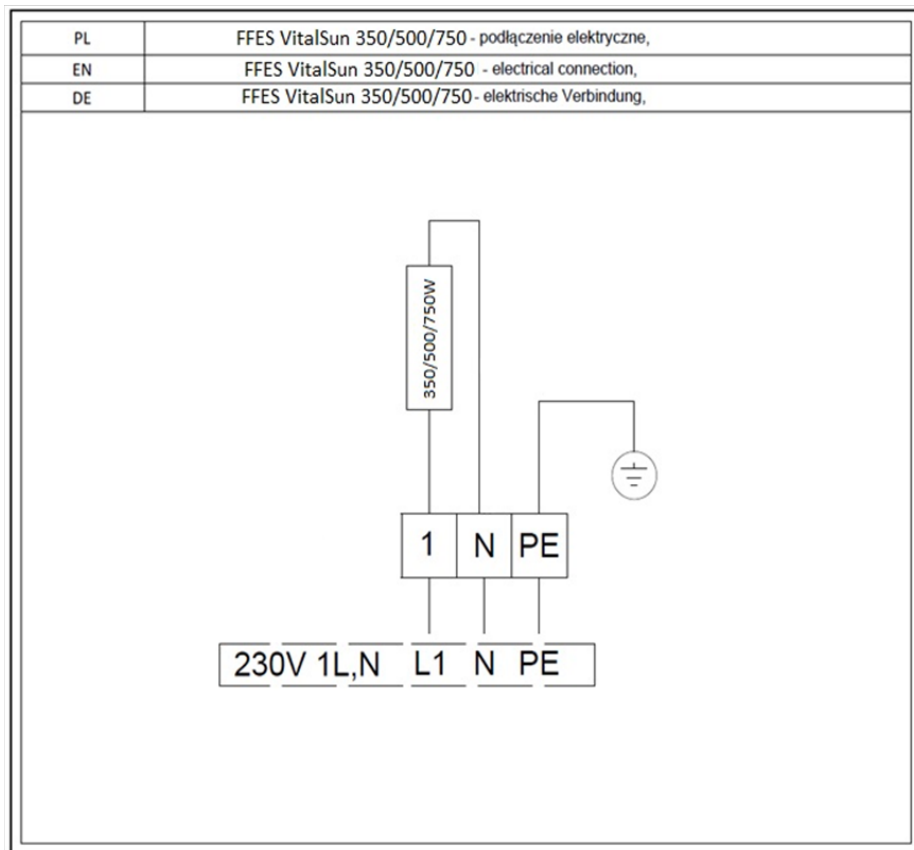 PL FFES VitalSun 350/500/750 - podłączenie elektryczne,
EN FFES VitalSun 350/500/750 - electrical connection,
DE FFES VitalSun 350/500/750 - elektrische Verbindung,
350/500/750W
1 N PE
230V 1L,N L1 N PE